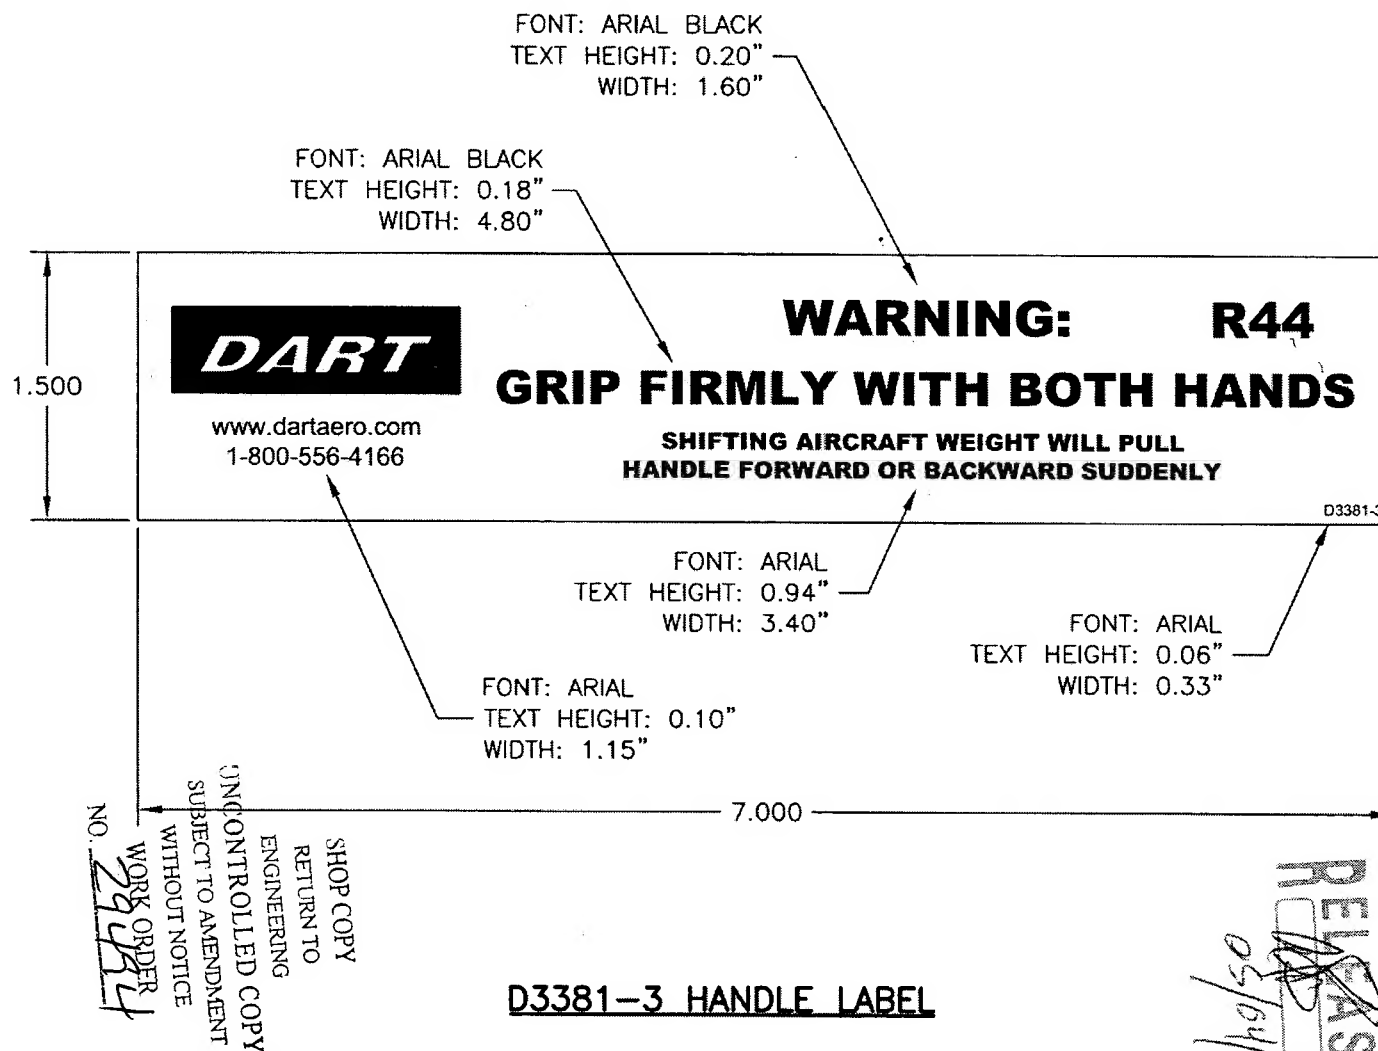 FONT: ARIAL BLACK
TEXT HEIGHT: 0.20"
WIDTH: 1.60"
FONT: ARIAL BLACK
TEXT HEIGHT: 0.18"
WIDTH: 4.80"
1.500
DART
www.dartaero.com
1-800-556-4166
WARNING: R44
GRIP FIRMLY WITH BOTH HANDS
SHIFTING AIRCRAFT WEIGHT WILL PULL
HANDLE FORWARD OR BACKWARD SUDDENLY
D3381-3
FONT: ARIAL
TEXT HEIGHT: 0.94"
WIDTH: 3.40"
FONT: ARIAL
TEXT HEIGHT: 0.06"
WIDTH: 0.33"
FONT: ARIAL
TEXT HEIGHT: 0.10"
WIDTH: 1.15"
7.000
SHOP COPY
RETURN TO
ENGINEERING
UNCONTROLLED COPY
SUBJECT TO AMENDMENT
WITHOUT NOTICE
WORK ORDER
NO. 29494
D3381-3 HANDLE LABEL